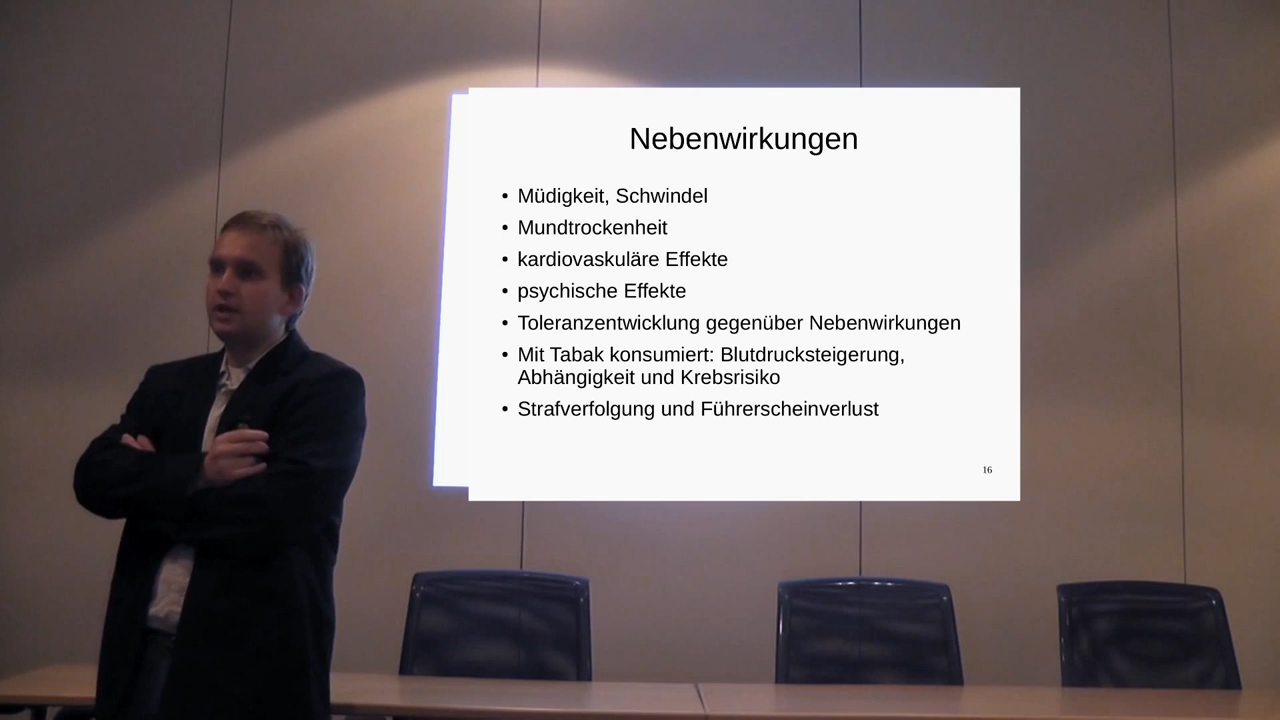 Nebenwirkungen
• Müdigkeit, Schwindel
• Mundtrockenheit
• kardiovaskuläre Effekte
• psychische Effekte
• Toleranzentwicklung gegenüber Nebenwirkungen
• Mit Tabak konsumiert: Blutdrucksteigerung,
Abhängigkeit und Krebsrisiko
• Strafverfolgung und Führerscheinverlust
16